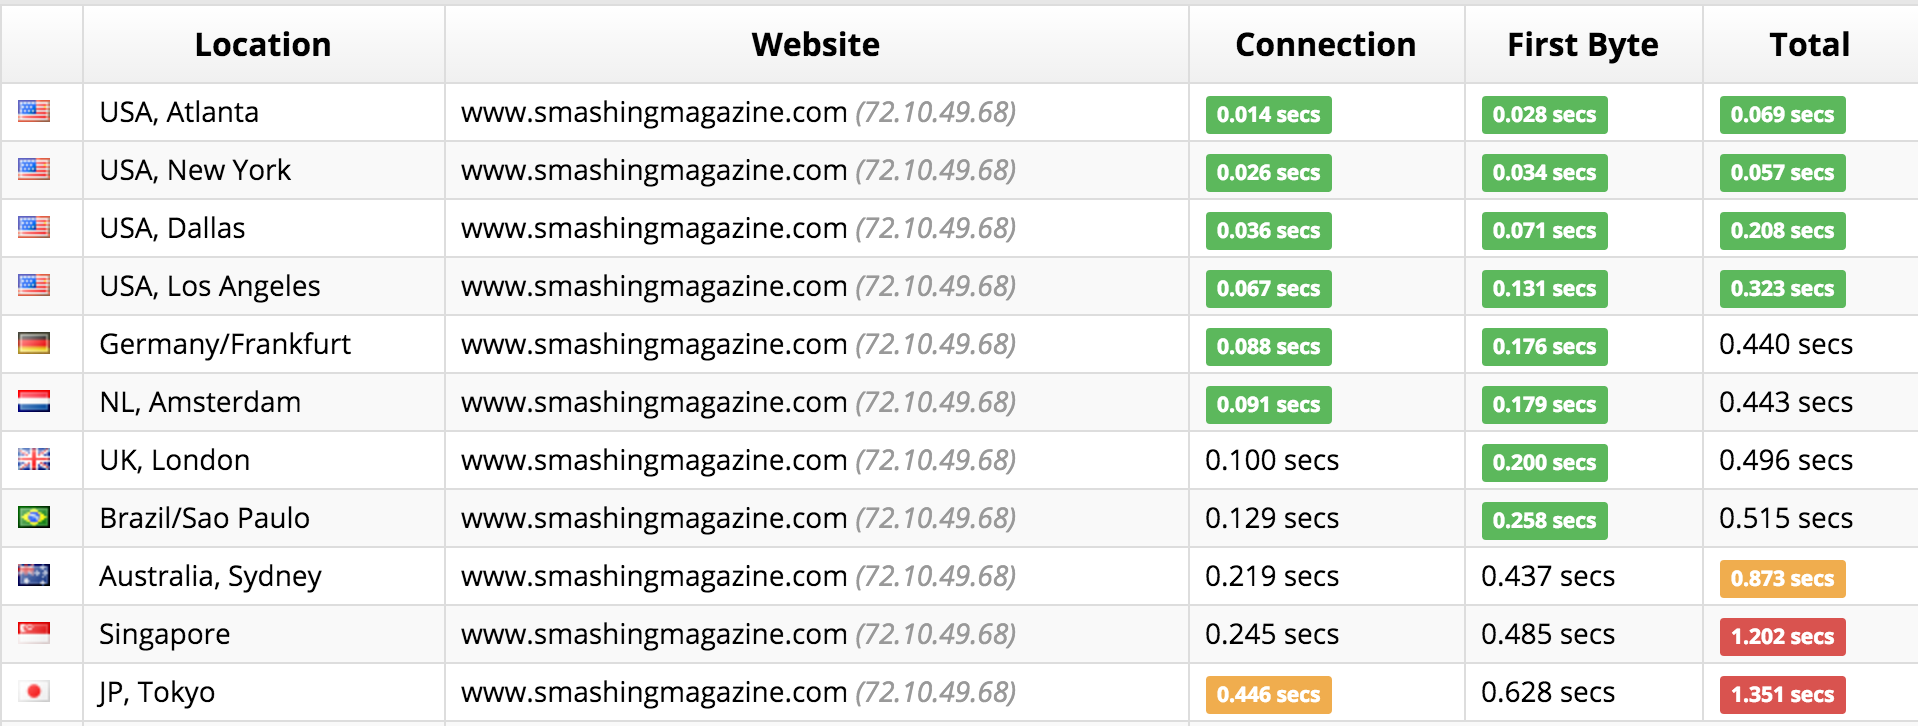 Location Website Connection First Byte Total
USA, Atlanta www.smashingmagazine.com (72.10.49.68) 0.014 secs 0.028 secs 0.069 secs
USA, New York www.smashingmagazine.com (72.10.49.68) 0.026 secs 0.034 secs 0.057 secs
USA, Dallas www.smashingmagazine.com (72.10.49.68) 0.036 secs 0.071 secs 0.208 secs
USA, Los Angeles www.smashingmagazine.com (72.10.49.68) 0.067 secs 0.131 secs 0.323 secs
Germany/Frankfurt www.smashingmagazine.com (72.10.49.68) 0.088 secs 0.176 secs 0.440 secs
NL, Amsterdam www.smashingmagazine.com (72.10.49.68) 0.091 secs 0.179 secs 0.443 secs
UK, London www.smashingmagazine.com (72.10.49.68) 0.100 secs 0.200 secs 0.496 secs
Brazil/Sao Paulo www.smashingmagazine.com (72.10.49.68) 0.129 secs 0.258 secs 0.515 secs
Australia, Sydney www.smashingmagazine.com (72.10.49.68) 0.219 secs 0.437 secs 0.873 secs
Singapore www.smashingmagazine.com (72.10.49.68) 0.245 secs 0.485 secs 1.202 secs
JP, Tokyo www.smashingmagazine.com (72.10.49.68) 0.446 secs 0.628 secs 1.351 secs